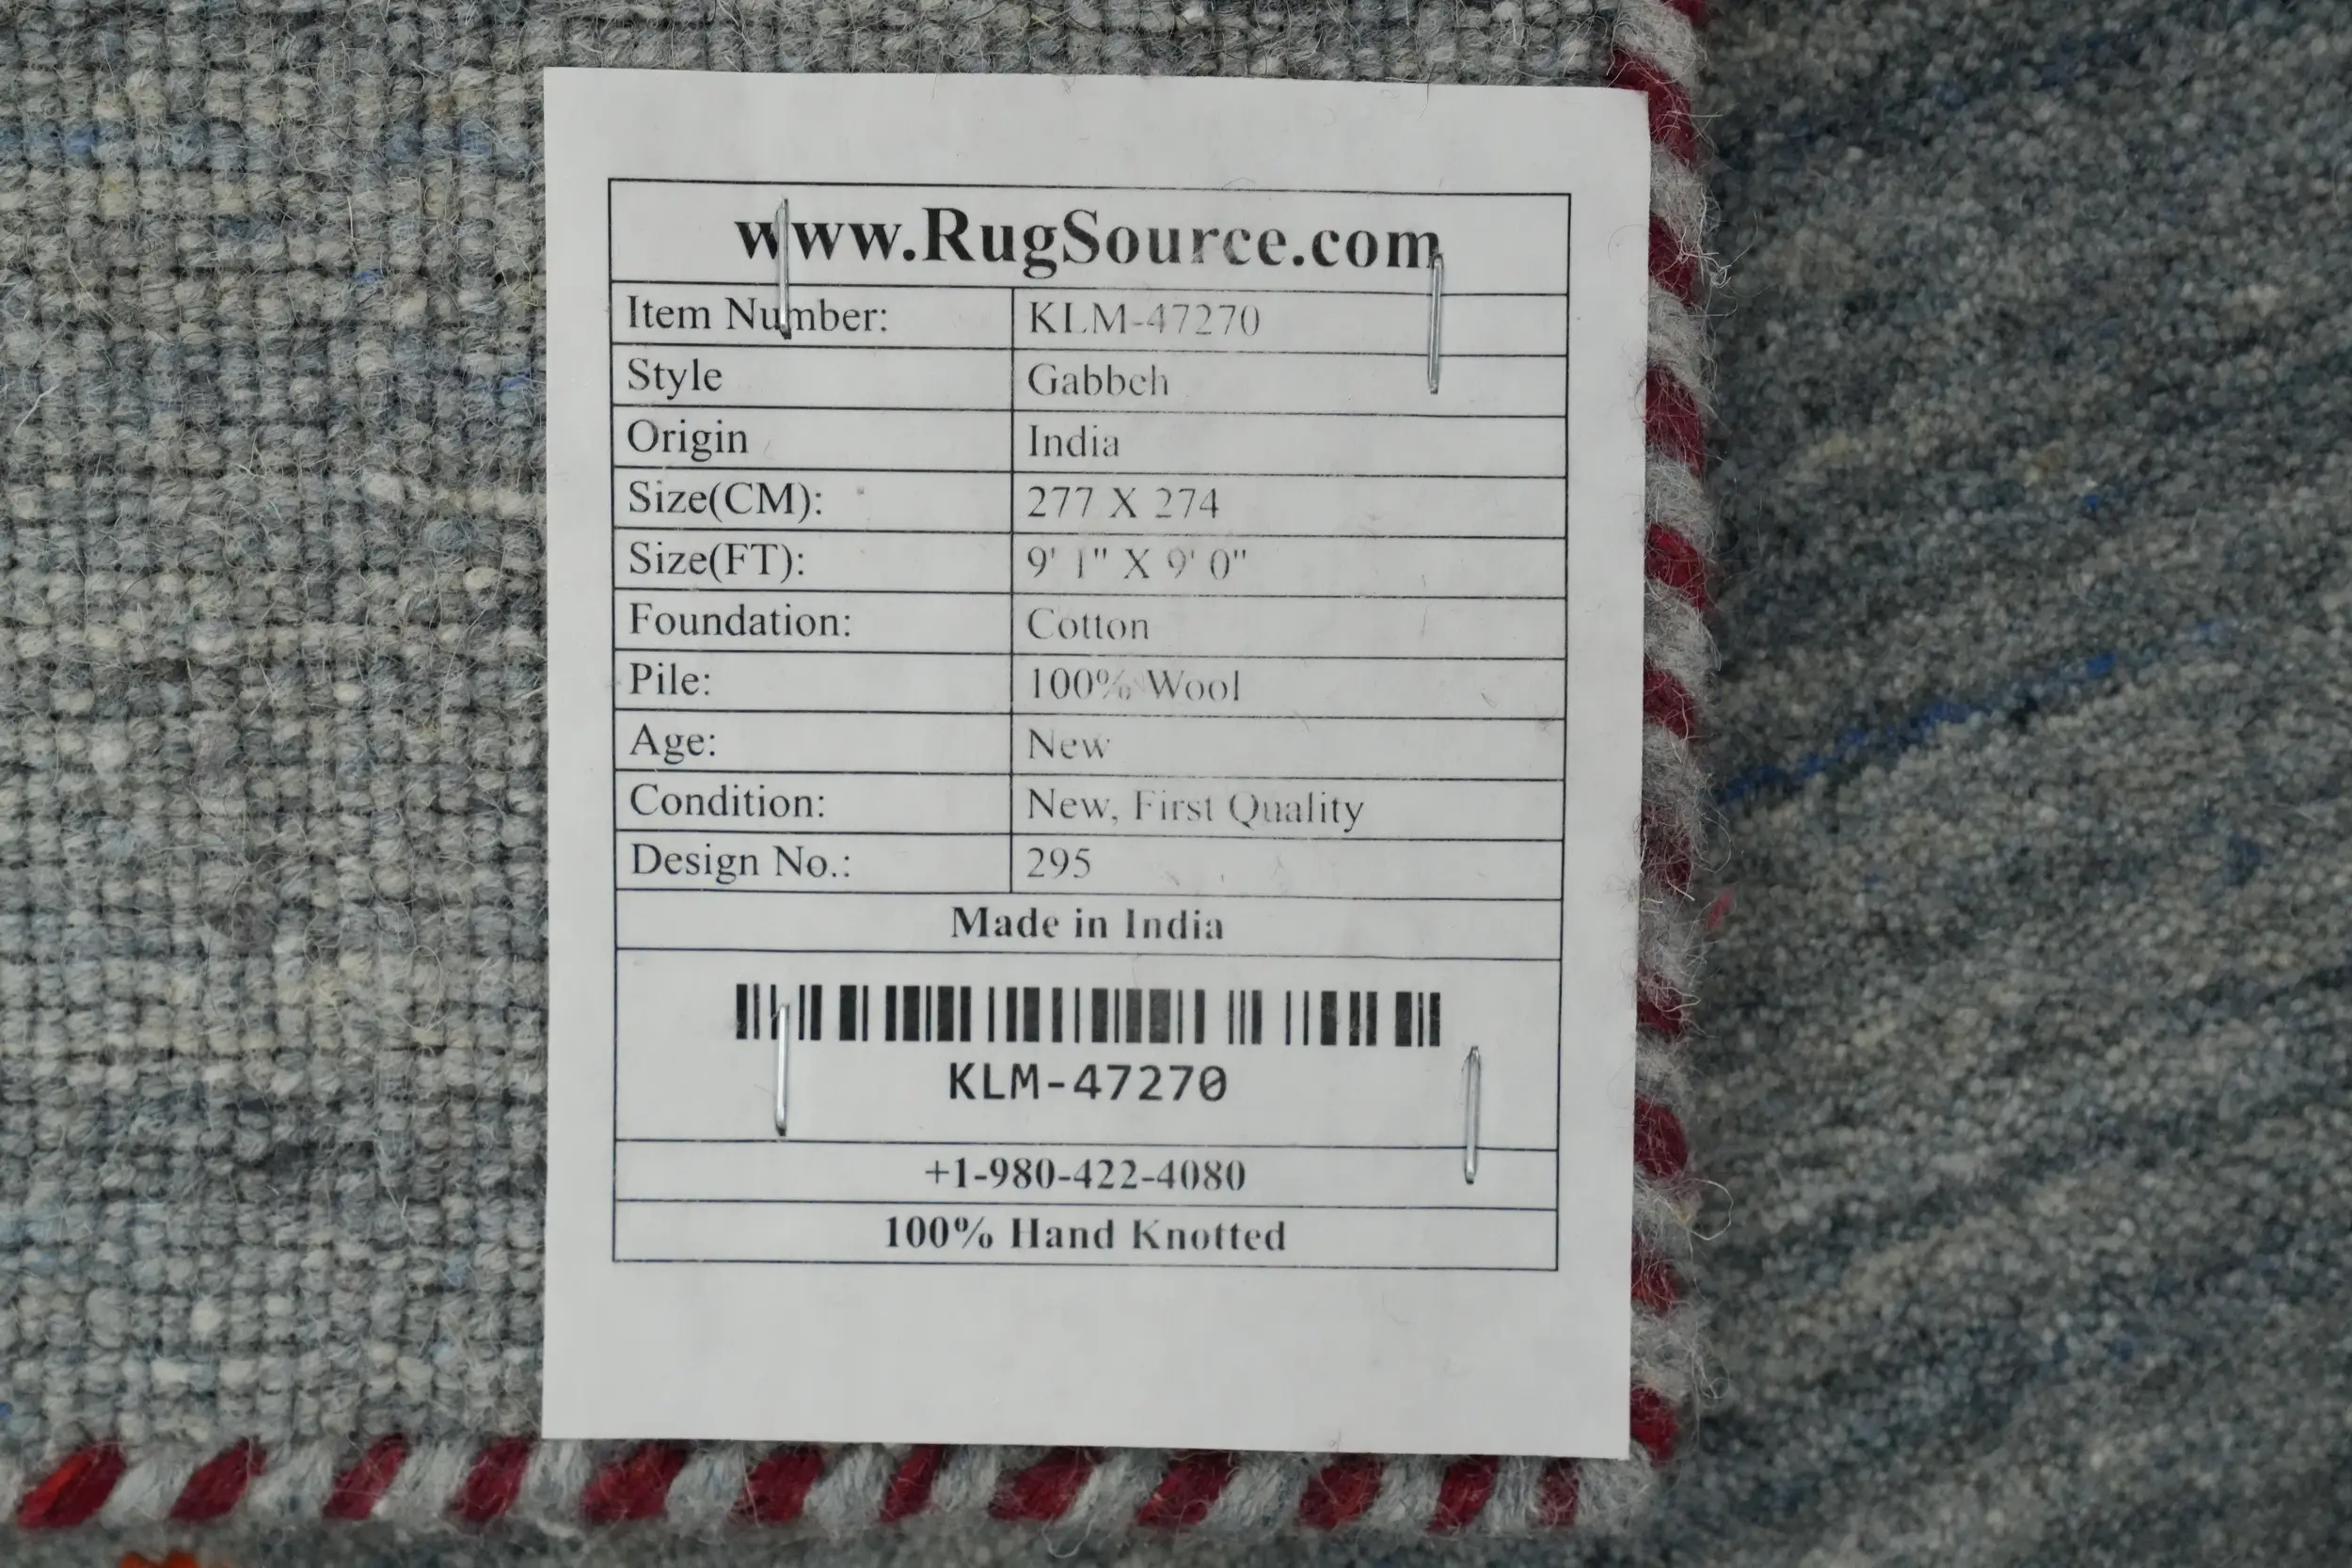 www.RugSource.com
Item Number: KLM-47270
Style Gabbeh
Origin India
Size(CM): 277 X 274
Size(FT): 9' 1" X 9' 0"
Foundation: Cotton
Pile: 100% Wool
Age: New
Condition: New, First Quality
Design No.: 295
Made in India
KLM-47270
+1-980-422-4080
100% Hand Knotted